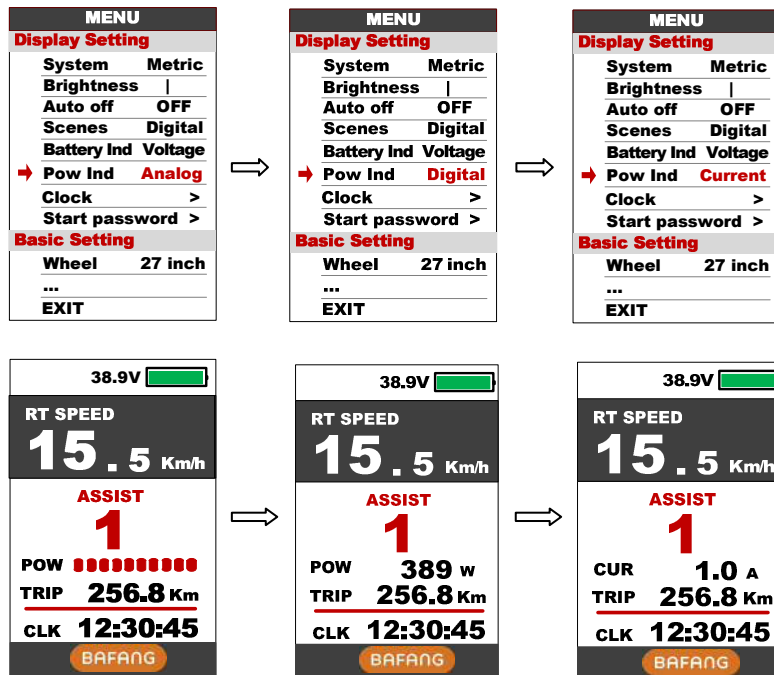 MENU
Display Setting
System Metric
Brightness |
Auto off OFF
Scenes Digital
Battery Ind Voltage
Pow Ind Analog
Clock >
Start password >
Basic Setting
Wheel 27 inch
...
EXIT
MENU
Display Setting
System Metric
Brightness |
Auto off OFF
Scenes Digital
Battery Ind Voltage
Pow Ind Digital
Clock >
Start password >
Basic Setting
Wheel 27 inch
...
EXIT
MENU
Display Setting
System Metric
Brightness |
Auto off OFF
Scenes Digital
Battery Ind Voltage
Pow Ind Current
Clock >
Start password >
Basic Setting
Wheel 27 inch
...
EXIT
38.9V
RT SPEED
15.5 Km/h
ASSIST
1
POW
TRIP 256.8 Km
CLK 12:30:45
BAFANG
38.9V
RT SPEED
15.5 Km/h
ASSIST
1
POW 389 W
TRIP 256.8 Km
CLK 12:30:45
BAFANG
38.9V
RT SPEED
15.5 Km/h
ASSIST
1
CUR 1.0 A
TRIP 256.8 Km
CLK 12:30:45
BAFANG